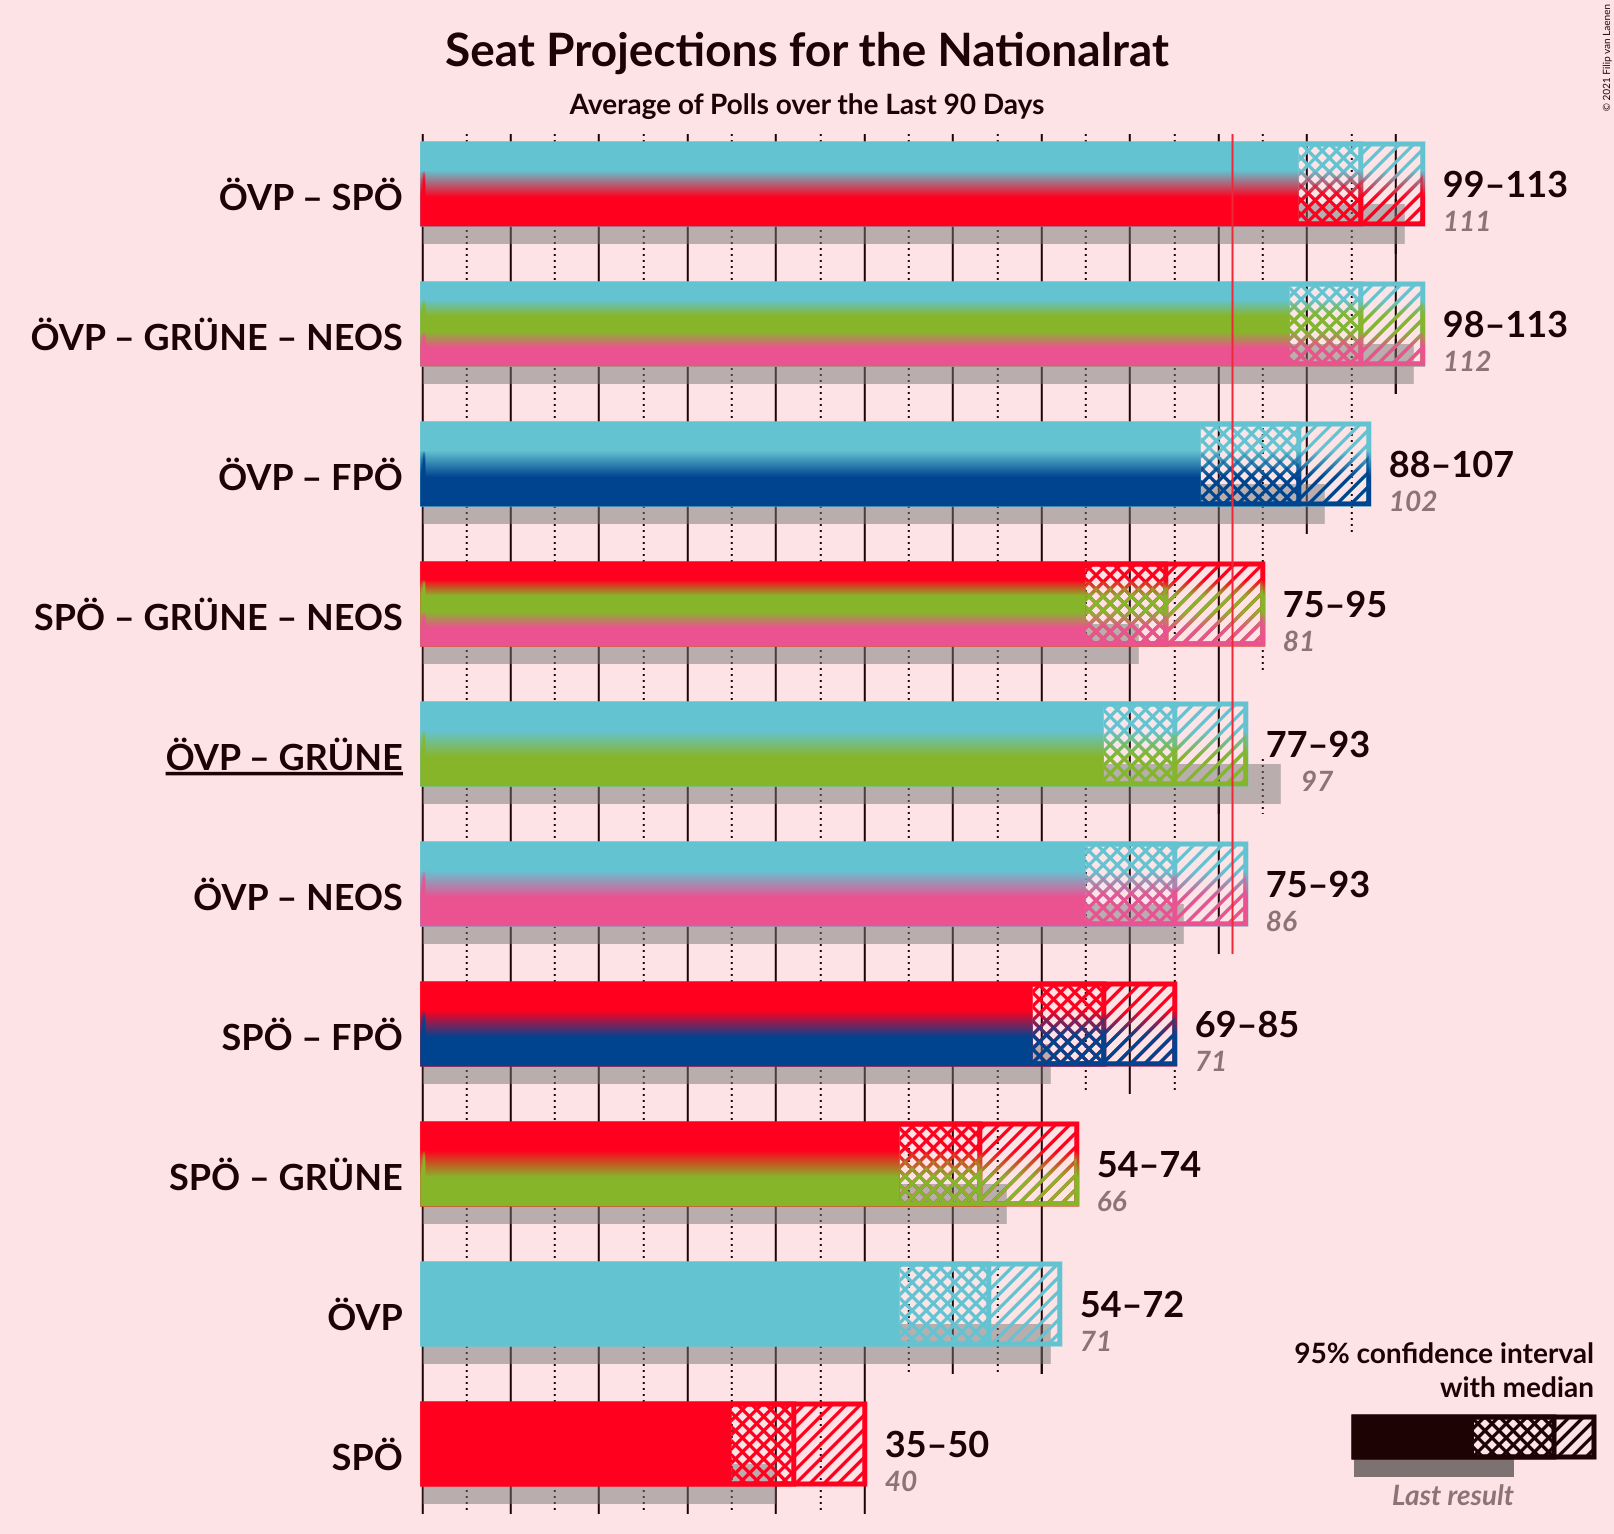 Seat Projections for the Nationalrat
Average of Polls over the Last 90 Days
© 2021 Filip van Laenen
ÖVP – SPÖ
99–113
111
ÖVP – GRÜNE – NEOS
98–113
112
ÖVP – FPÖ
88–107
102
SPÖ – GRÜNE – NEOS
75–95
81
ÖVP – GRÜNE
77–93
97
ÖVP – NEOS
75–93
86
SPÖ – FPÖ
69–85
71
SPÖ – GRÜNE
54–74
66
ÖVP
54–72
71
SPÖ
35–50
40
95% confidence interval
with median
Last result